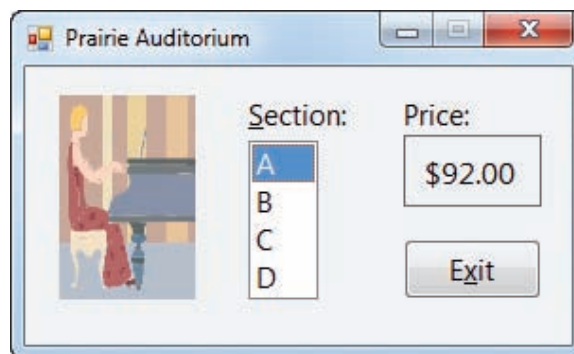 Prairie Auditorium
Section:
Price:
A
B
C
D
$92.00
Exit